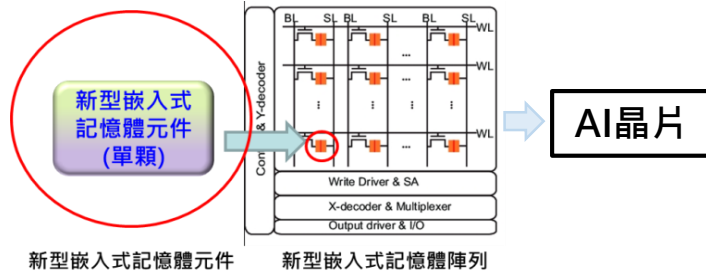 新型嵌入式
記憶體元件
(單顆)
BL SL BL SL BL SL
WL
WL
WL
...
...
...
& Y-decoder
Write Driver & SA
X-decoder & Multiplexer
Output driver & I/O
AI晶片
新型嵌入式記憶體元件
新型嵌入式記憶體陣列